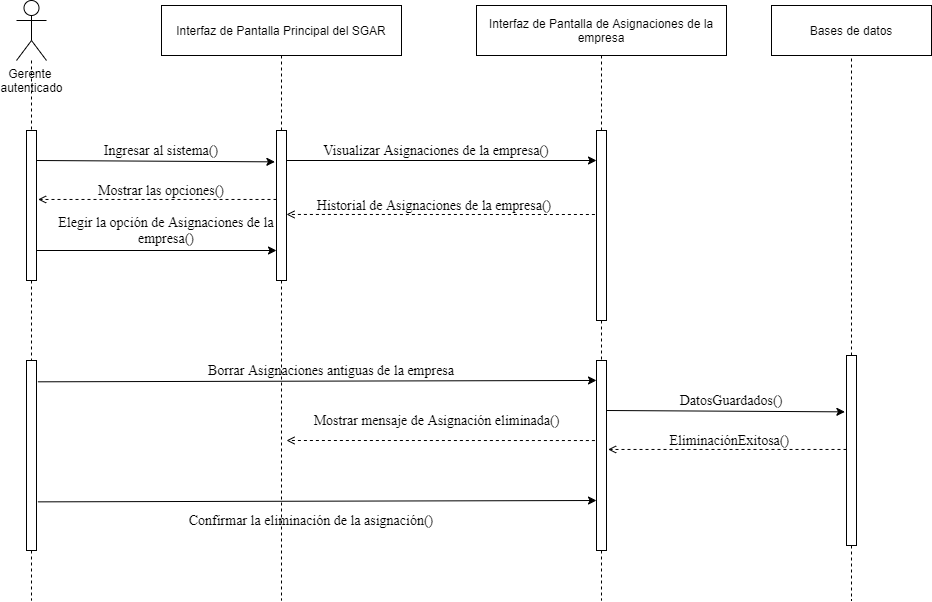 Interfaz de Pantalla Principal del SGAR
Interfaz de Pantalla de Asignaciones de la
empresa
Bases de datos
Gerente
autenticado
Ingresar al sistema()
Visualizar Asignaciones de la empresa()
Mostrar las opciones()
Historial de Asignaciones de la empresa()
Elegir la opción de Asignaciones de la
empresa()
Borrar Asignaciones antiguas de la empresa
DatosGuardados()
Mostrar mensaje de Asignación eliminada()
EliminaciónExitosa()
Confirmar la eliminación de la asignación()